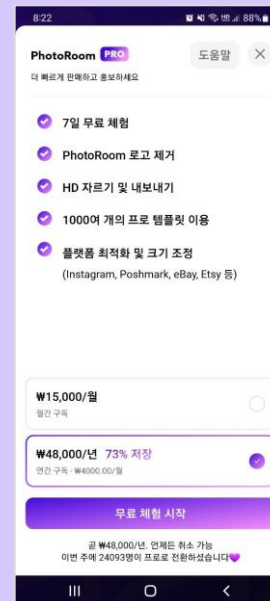 8:22
88%
PhotoRoom PRO
도움말
더 빠르게 판매하고 홍보하세요
7일 무료 체험
PhotoRoom 로고 제거
HD 자르기 및 내보내기
1000여 개의 프로 템플릿 이용
플랫폼 최적화 및 크기 조정
(Instagram, Poshmark, eBay, Etsy 등)
₩15,000/월
월간 구독
₩48,000/년 73% 저장
연간 구독 - ₩4000.00/월
무료 체험 시작
곧 ₩48,000/년. 언제든 취소 가능
이번 주에 24093명이 프로로 전환하셨습니다💜